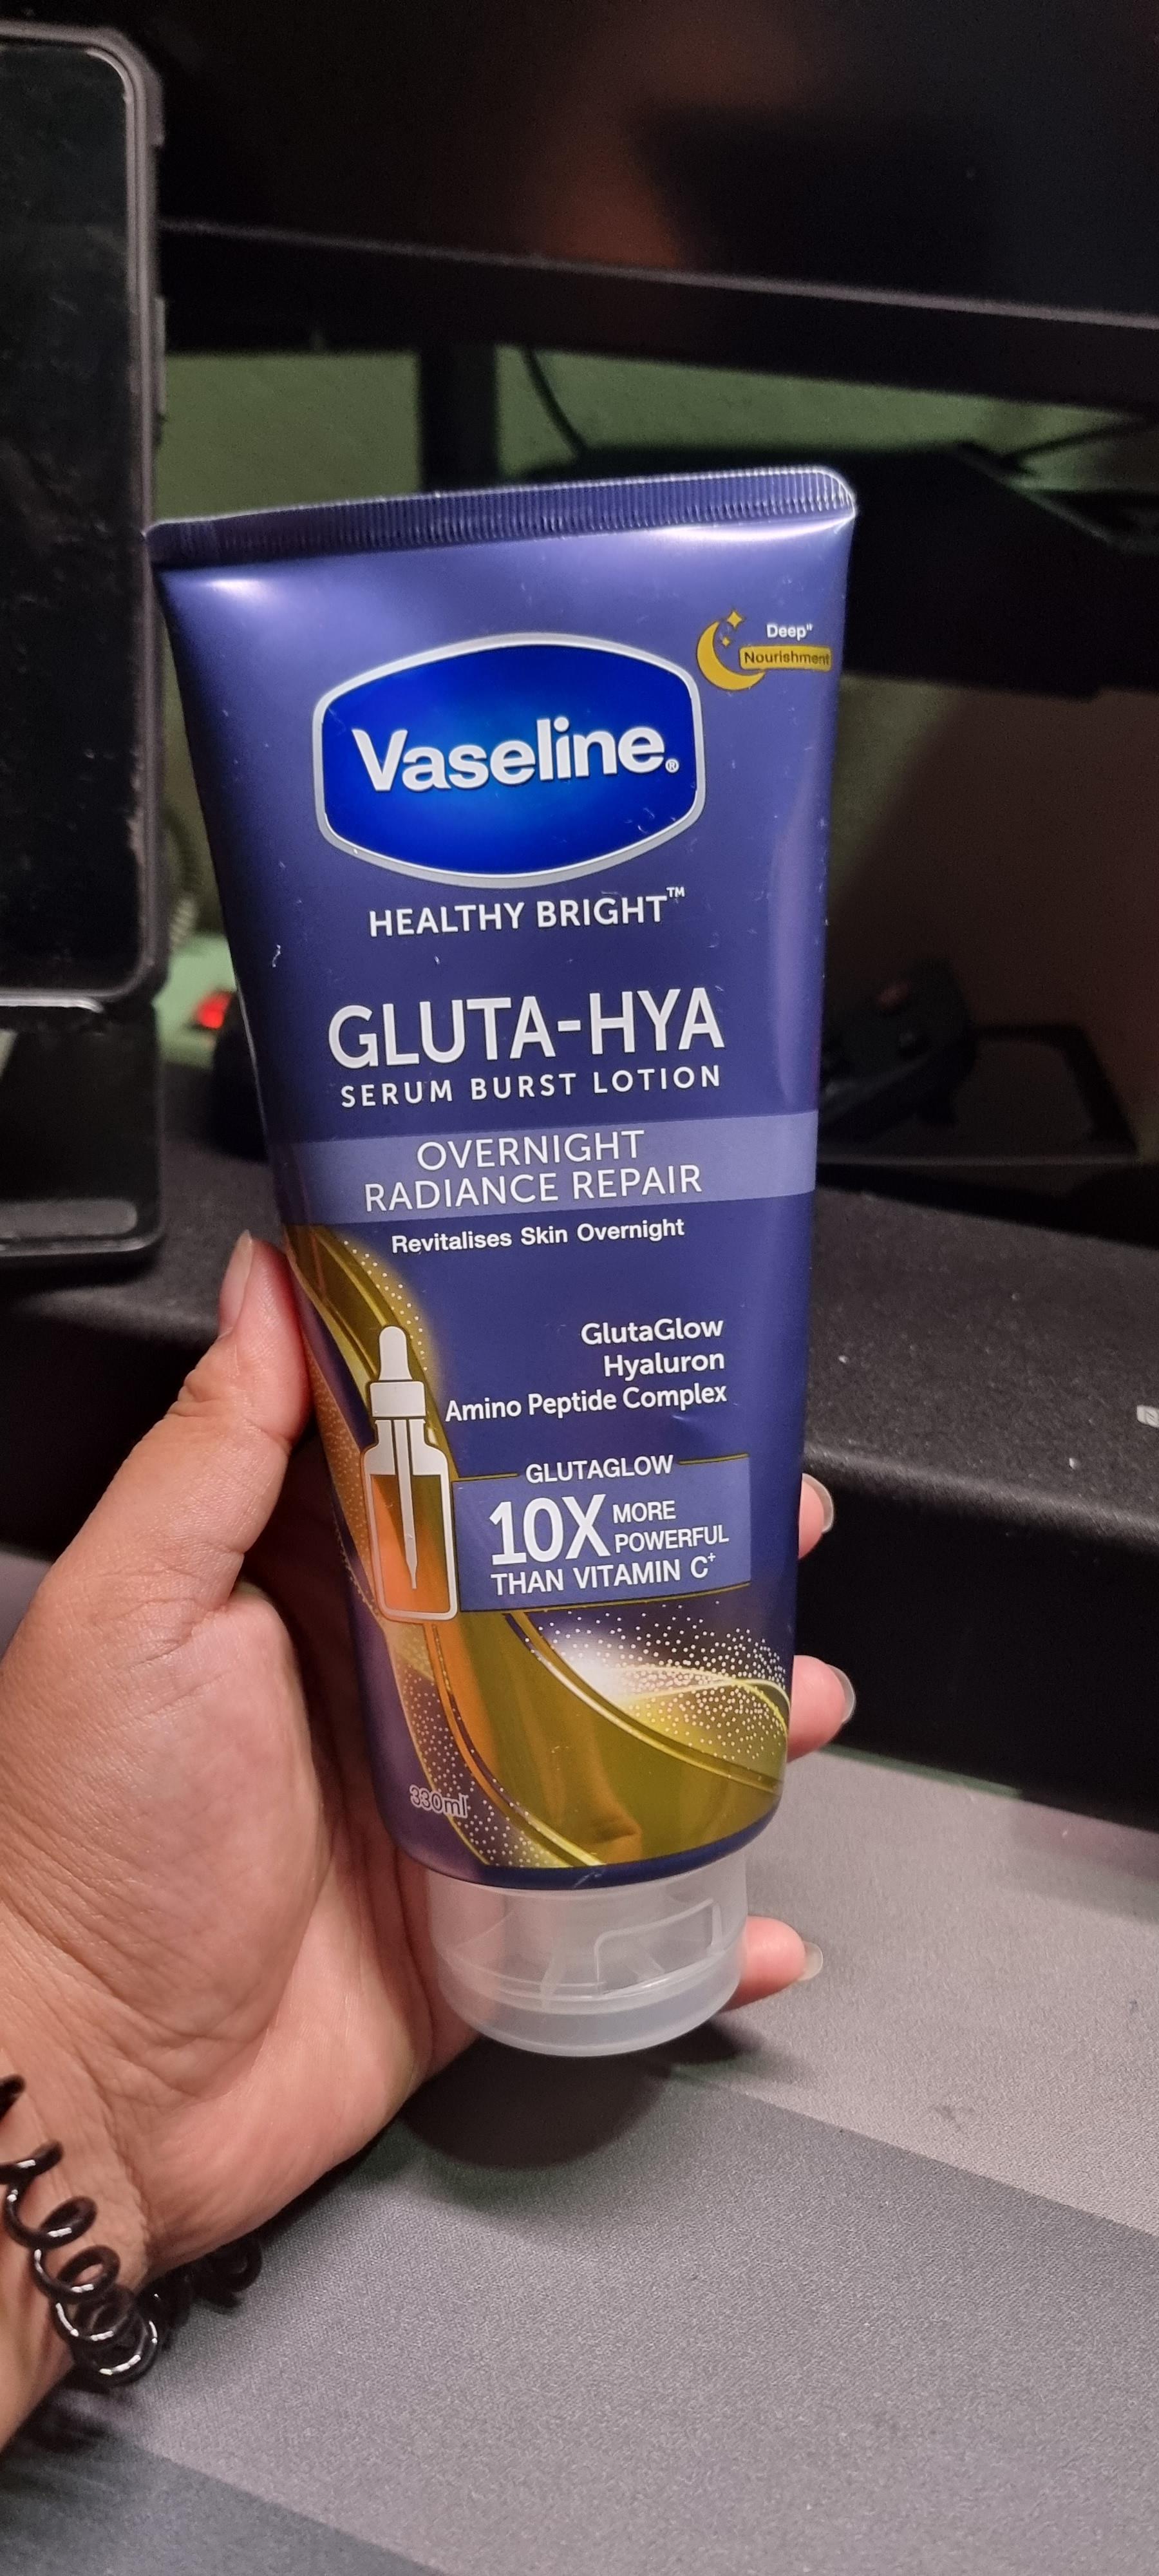 Deep"
Nourishment
Vaseline®
HEALTHY BRIGHT™
GLUTA-HYA
SERUM BURST LOTION
OVERNIGHT
RADIANCE REPAIR
Revitalises Skin Overnight
GlutaGlow
Hyaluron
Amino Peptide Complex
GLUTAGLOW
10X MORE
POWERFUL
THAN VITAMIN C⁺
330ml